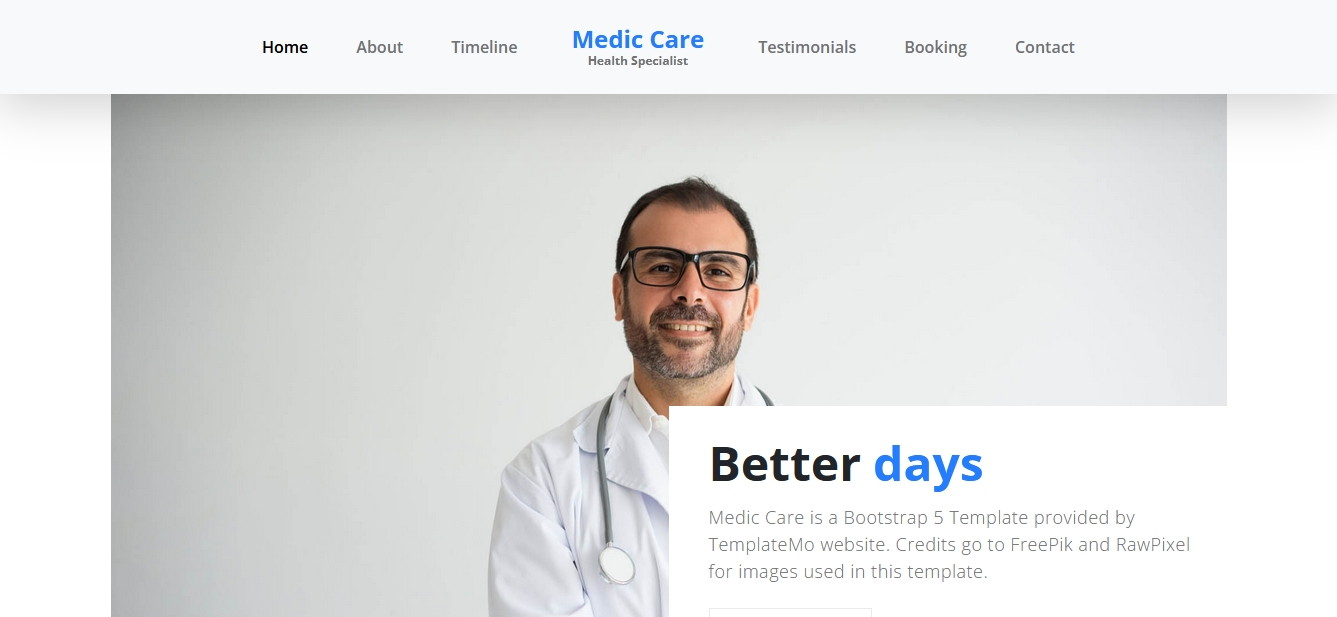 Home
About
Timeline
Medic Care
Health Specialist
Testimonials
Booking
Contact
Better days
Medic Care is a Bootstrap 5 Template provided by
TemplateMo website. Credits go to FreePik and RawPixel
for images used in this template.